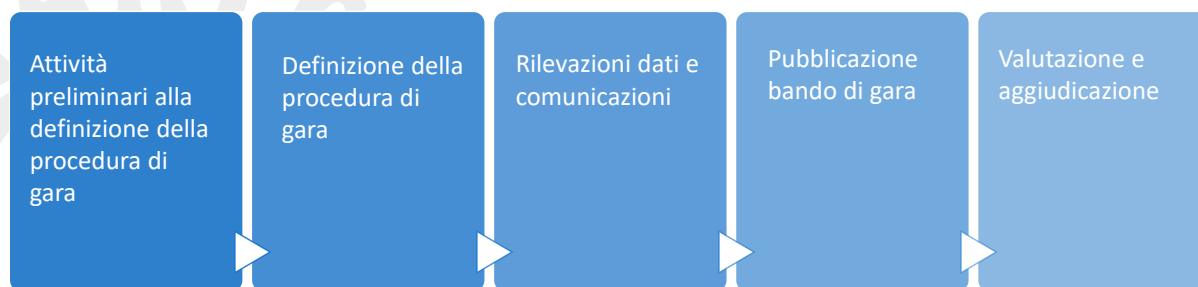 Attività
preliminari alla
definizione della
procedura di
gara
Definizione della
procedura di
gara
Rilevazioni dati e
comunicazioni
Pubblicazione
bando di gara
Valutazione e
aggiudicazione